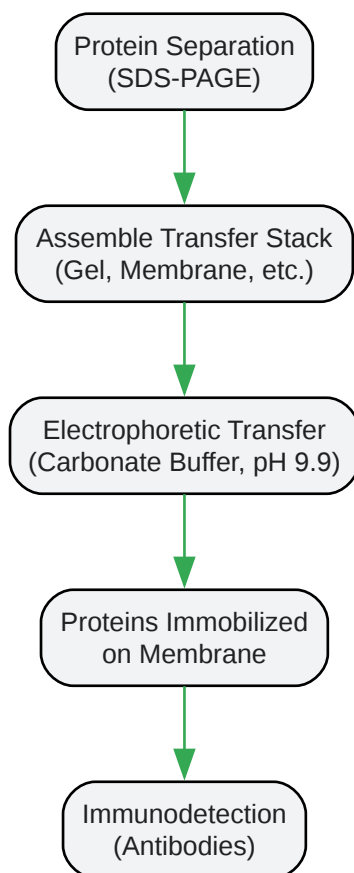 Protein Separation
(SDS-PAGE)
Assemble Transfer Stack
(Gel, Membrane, etc.)
Electrophoretic Transfer
(Carbonate Buffer, pH 9.9)
Proteins Immobilized
on Membrane
Immunodetection
(Antibodies)